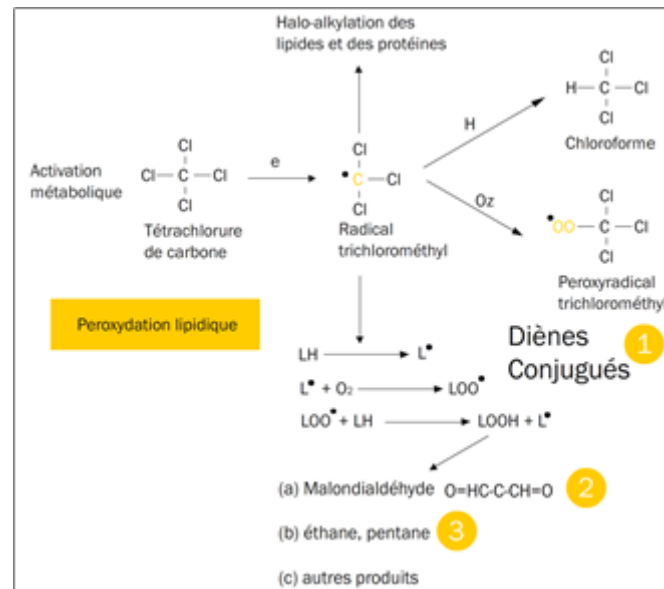 Halo-alkylation des
lipides et des protéines
Cl
H—C—Cl
Cl
Chloroforme
H
Activation
métabolique
Cl
Cl—C—Cl
Cl
Tétrachlorure
de carbone
e
Cl
•C—Cl
Cl
Radical
trichlorométhyl
Oz
Cl
•OO—C—Cl
Cl
Peroxyradical
trichlorométhyl
Peroxydation lipidique
Diènes
Conjugués
1
LH → L•
L• + O₂ → LOO•
LOO• + LH → LOOH + L•
(a) Malondialdéhyde O=HC-C-CH=O 2
(b) éthane, pentane 3
(c) autres produits